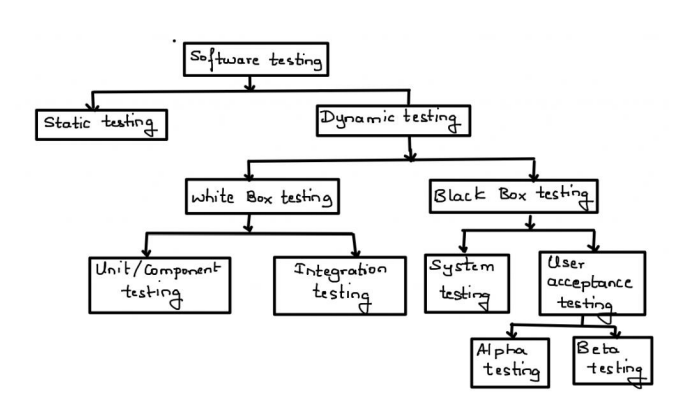 Software testing
Static testing
Dynamic testing
White Box testing
Black Box testing
Unit/Component
testing
Integration
testing
System
testing
User
acceptance
testing
Alpha
testing
Beta
testing